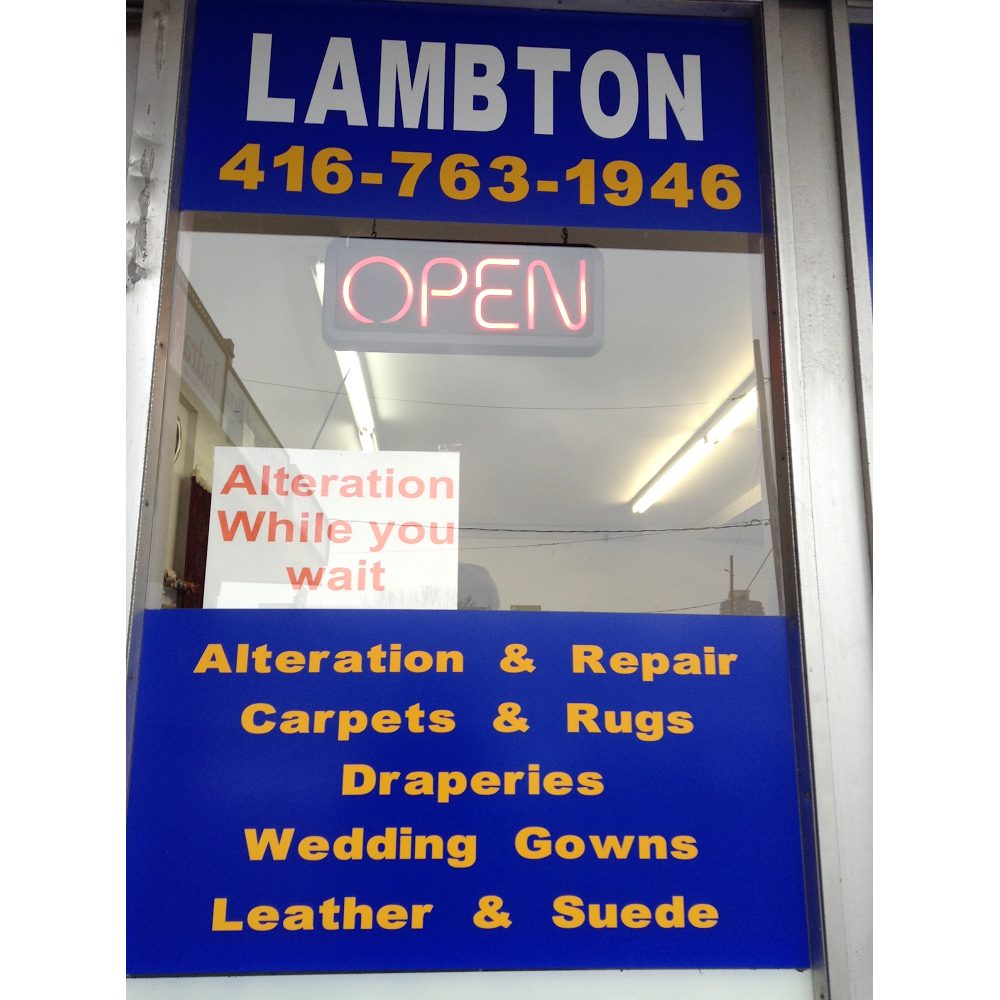 LAMBTON
416-763-1946
OPEN
Alteration
While you
wait
Alteration & Repair
Carpets & Rugs
Draperies
Wedding Gowns
Leather & Suede